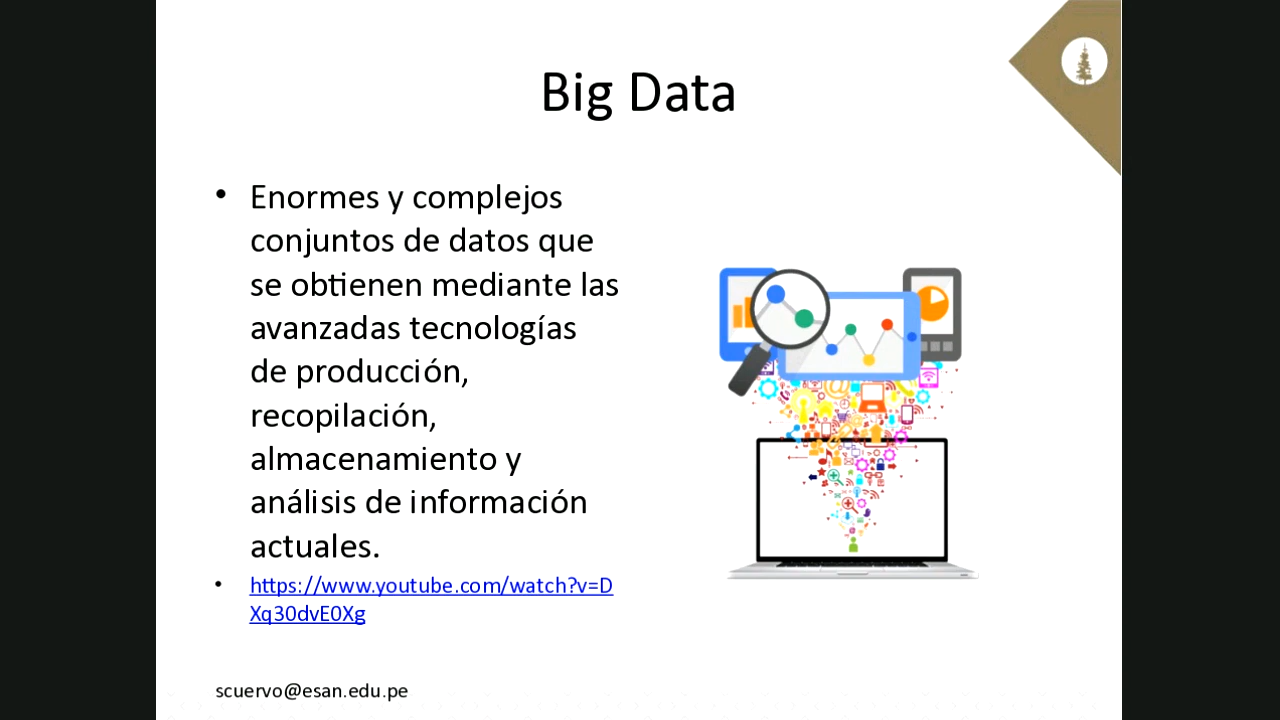 Big Data
• Enormes y complejos
conjuntos de datos que
se obtienen mediante las
avanzadas tecnologías
de producción,
recopilación,
almacenamiento y
análisis de información
actuales.
• https://www.youtube.com/watch?v=D
Xq30dvE0Xg
scuervo@esan.edu.pe